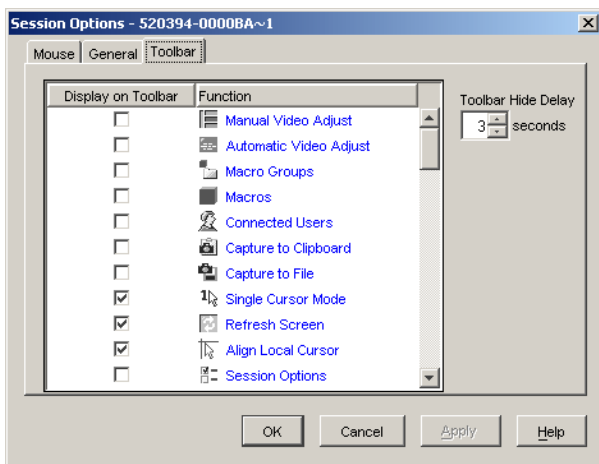 Session Options - 520394-0000BA~1
Mouse General Toolbar
Display on Toolbar Function
Manual Video Adjust
Automatic Video Adjust
Macro Groups
Macros
Connected Users
Capture to Clipboard
Capture to File
Single Cursor Mode
Refresh Screen
Align Local Cursor
Session Options
Toolbar Hide Delay
3 seconds
OK Cancel Apply Help